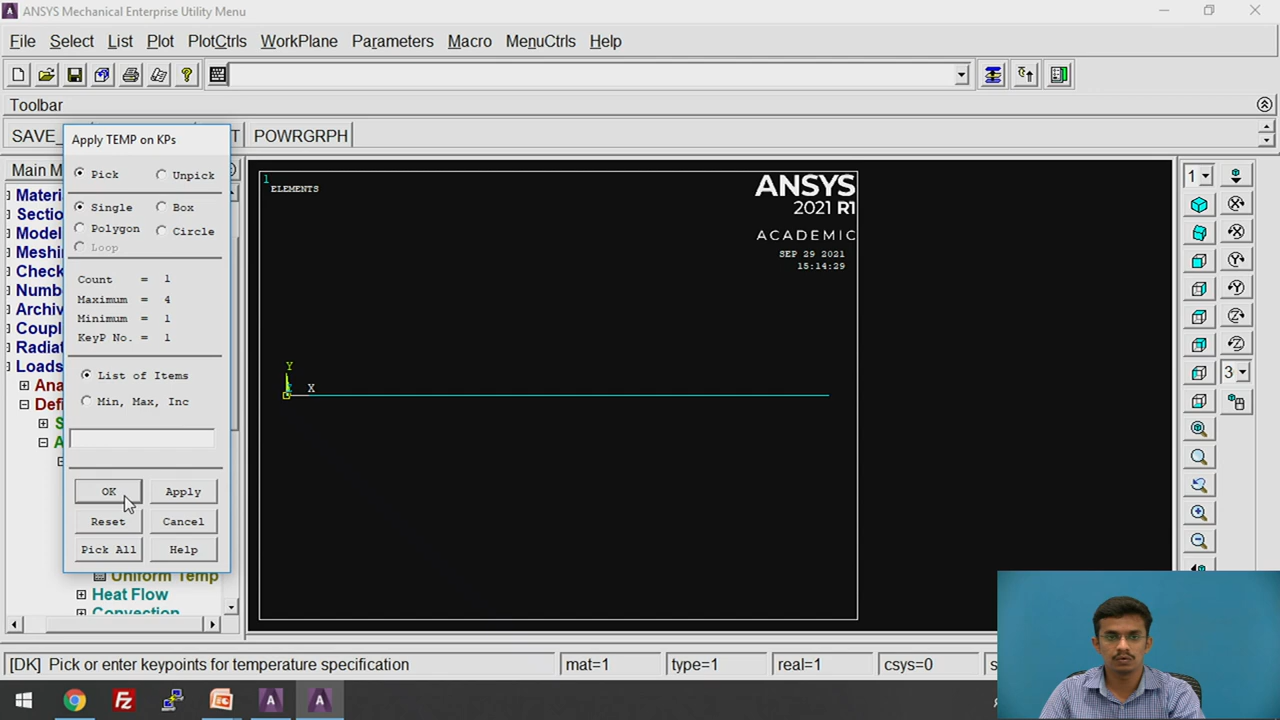 ANSYS Mechanical Enterprise Utility Menu
File Select List Plot PlotCtrls WorkPlane Parameters Macro MenuCtrls Help
Toolbar
SAVE_ T POWRGRPH
Apply TEMP on KPs
Pick Unpick
Single Box
Polygon Circle
Loop
Count = 1
Maximum = 4
Minimum = 1
KeyP No. = 1
List of Items
Min, Max, Inc
OK Apply
Reset Cancel
Pick All Help
Main M
Materi
Sectio
Model
Meshi
Check
Numb
Archiv
Coupl
Radiat
Loads
Ana
Defi
S
A
Uniform Temp
Heat Flow
Convection
1
ELEMENTS
ANSYS
2021 R1
ACADEMIC
SEP 29 2021
15:14:29
Y
X
1
3
[DK] Pick or enter keypoints for temperature specification
mat=1
type=1
real=1
csys=0
s